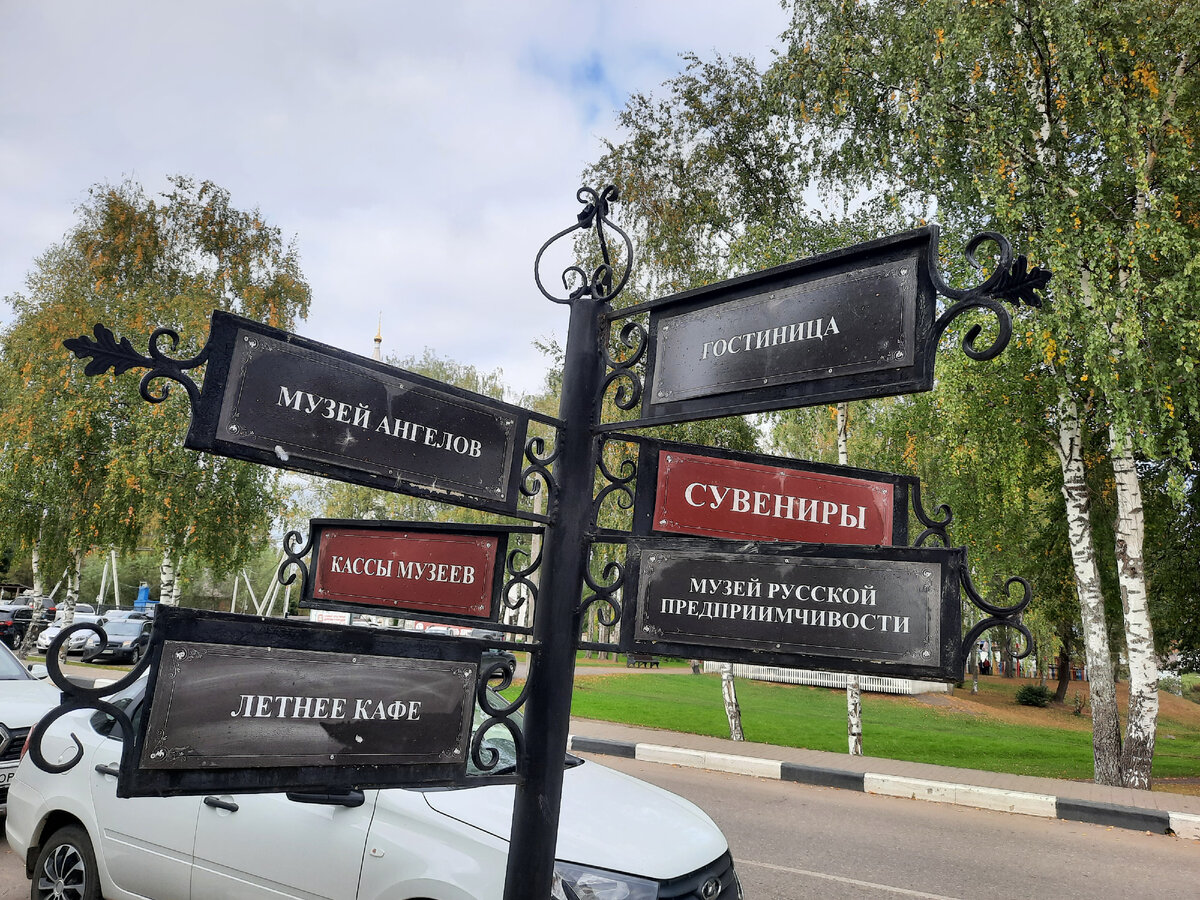 ГОСТИНИЦА
МУЗЕЙ АНГЕЛОВ
СУВЕНИРЫ
КАССЫ МУЗЕЕВ
МУЗЕЙ РУССКОЙ
ПРЕДПРИИМЧИВОСТИ
ЛЕТНЕЕ КАФЕ